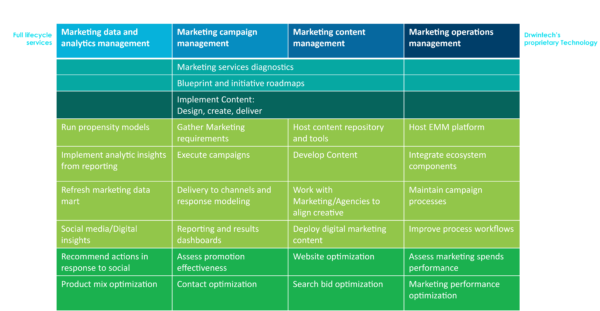 Full lifecycle
services
Marketing data and
analytics management
Marketing campaign
management
Marketing content
management
Marketing operations
management
Drwintech's
proprietary Technology
Marketing services diagnostics
Blueprint and initiative roadmaps
Implement Content:
Design, create, deliver
Run propensity models
Gather Marketing
requirements
Host content repository
and tools
Host EMM platform
Implement analytic insights
from reporting
Execute campaigns
Develop Content
Integrate ecosystem
components
Refresh marketing data
mart
Delivery to channels and
response modeling
Work with
Marketing/Agencies to
align creative
Maintain campaign
processes
Social media/Digital
insights
Reporting and results
dashboards
Deploy digital marketing
content
Improve process workflows
Recommend actions in
response to social
Assess promotion
effectiveness
Website optimization
Assess marketing spends
performance
Product mix optimization
Contact optimization
Search bid optimization
Marketing performance
optimization